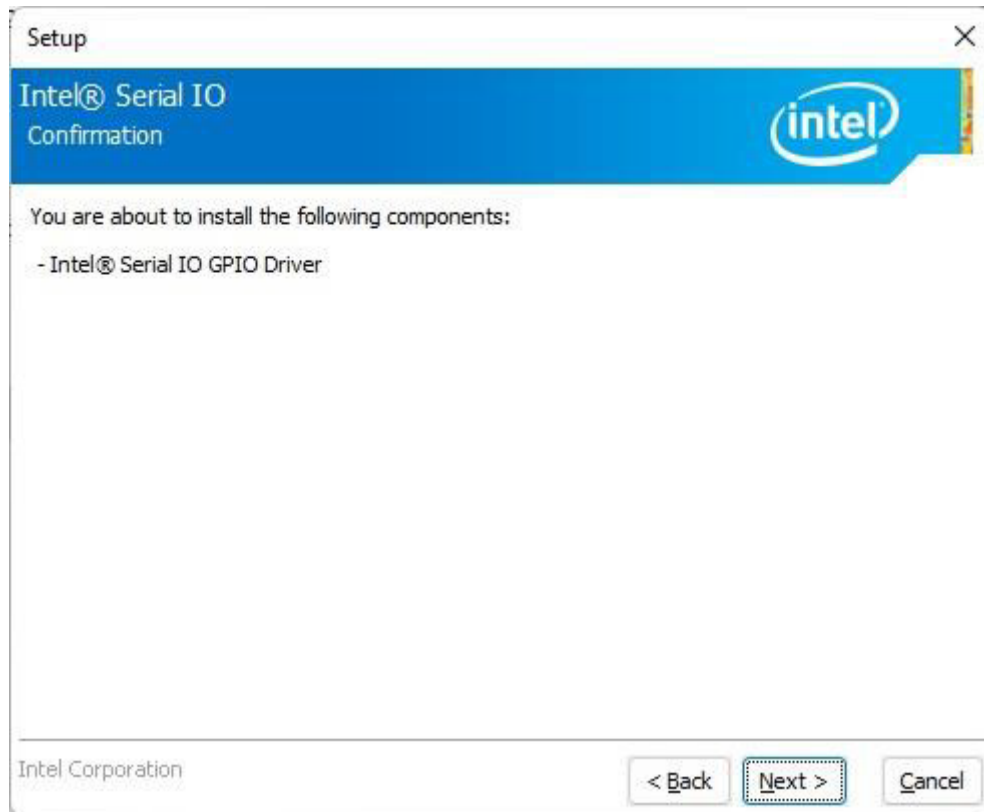 Setup
Intel® Serial IO
Confirmation
intel
You are about to install the following components:
- Intel® Serial IO GPIO Driver
Intel Corporation
< Back
Next >
Cancel